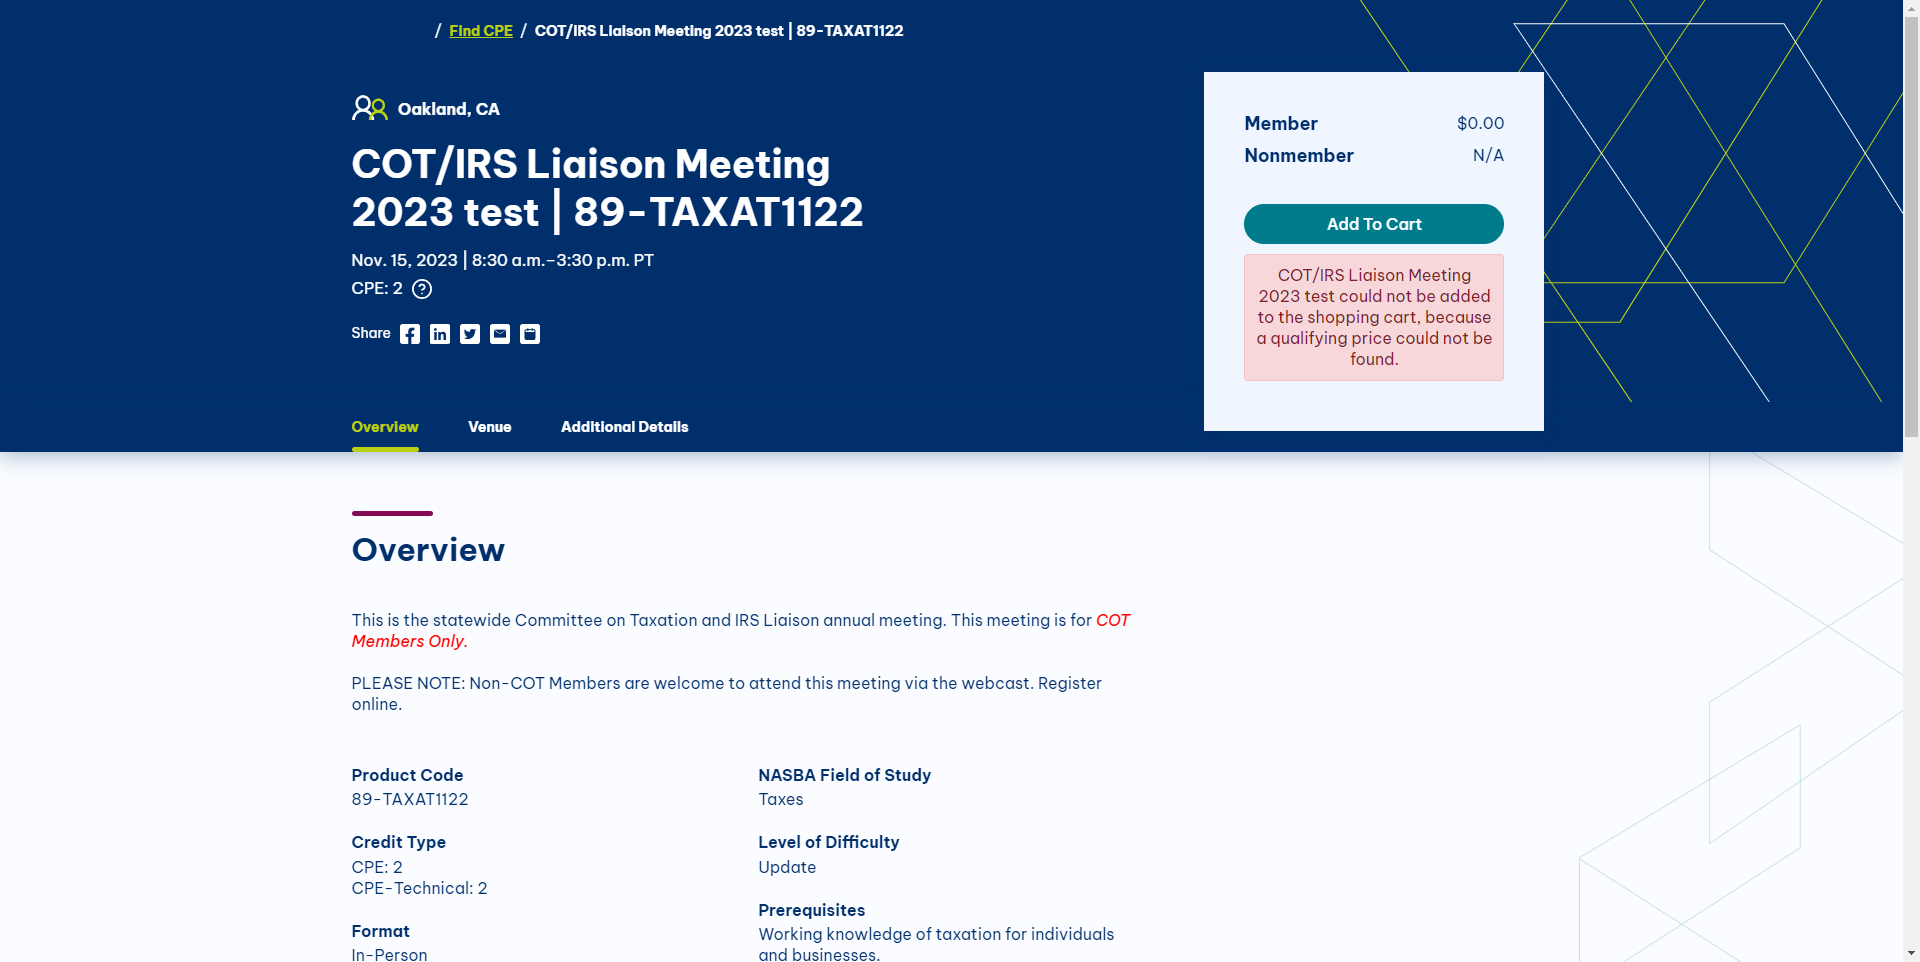 / Find CPE / COT/IRS Liaison Meeting 2023 test | 89-TAXAT1122
Oakland, CA
COT/IRS Liaison Meeting
2023 test | 89-TAXAT1122
Nov. 15, 2023 | 8:30 a.m.–3:30 p.m. PT
CPE: 2 ?
Share
Member $0.00
Nonmember N/A
Add To Cart
COT/IRS Liaison Meeting
2023 test could not be added
to the shopping cart, because
a qualifying price could not be
found.
Overview Venue Additional Details
Overview
This is the statewide Committee on Taxation and IRS Liaison annual meeting. This meeting is for COT
Members Only.
PLEASE NOTE: Non-COT Members are welcome to attend this meeting via the webcast. Register
online.
Product Code
89-TAXAT1122
Credit Type
CPE: 2
CPE-Technical: 2
Format
In-Person
NASBA Field of Study
Taxes
Level of Difficulty
Update
Prerequisites
Working knowledge of taxation for individuals
and businesses.